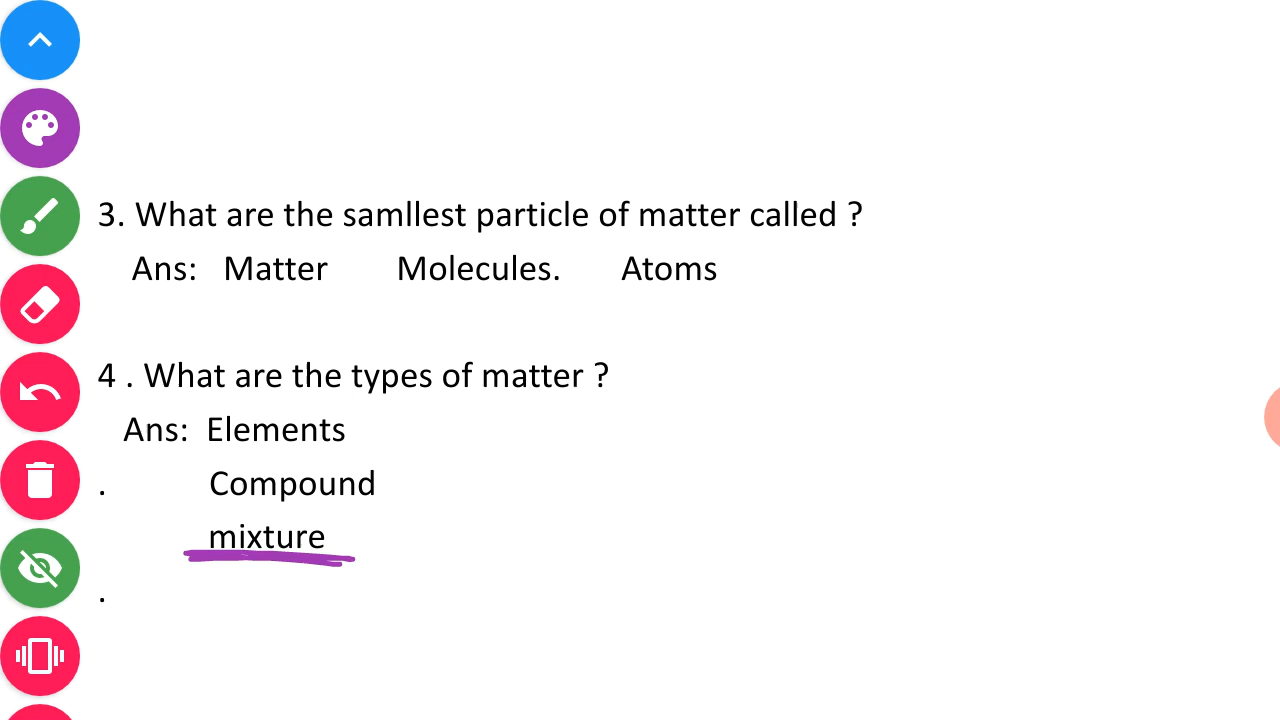 3. What are the samllest particle of matter called ?
Ans: Matter Molecules. Atoms
4 . What are the types of matter ?
Ans: Elements
. Compound
mixture
.